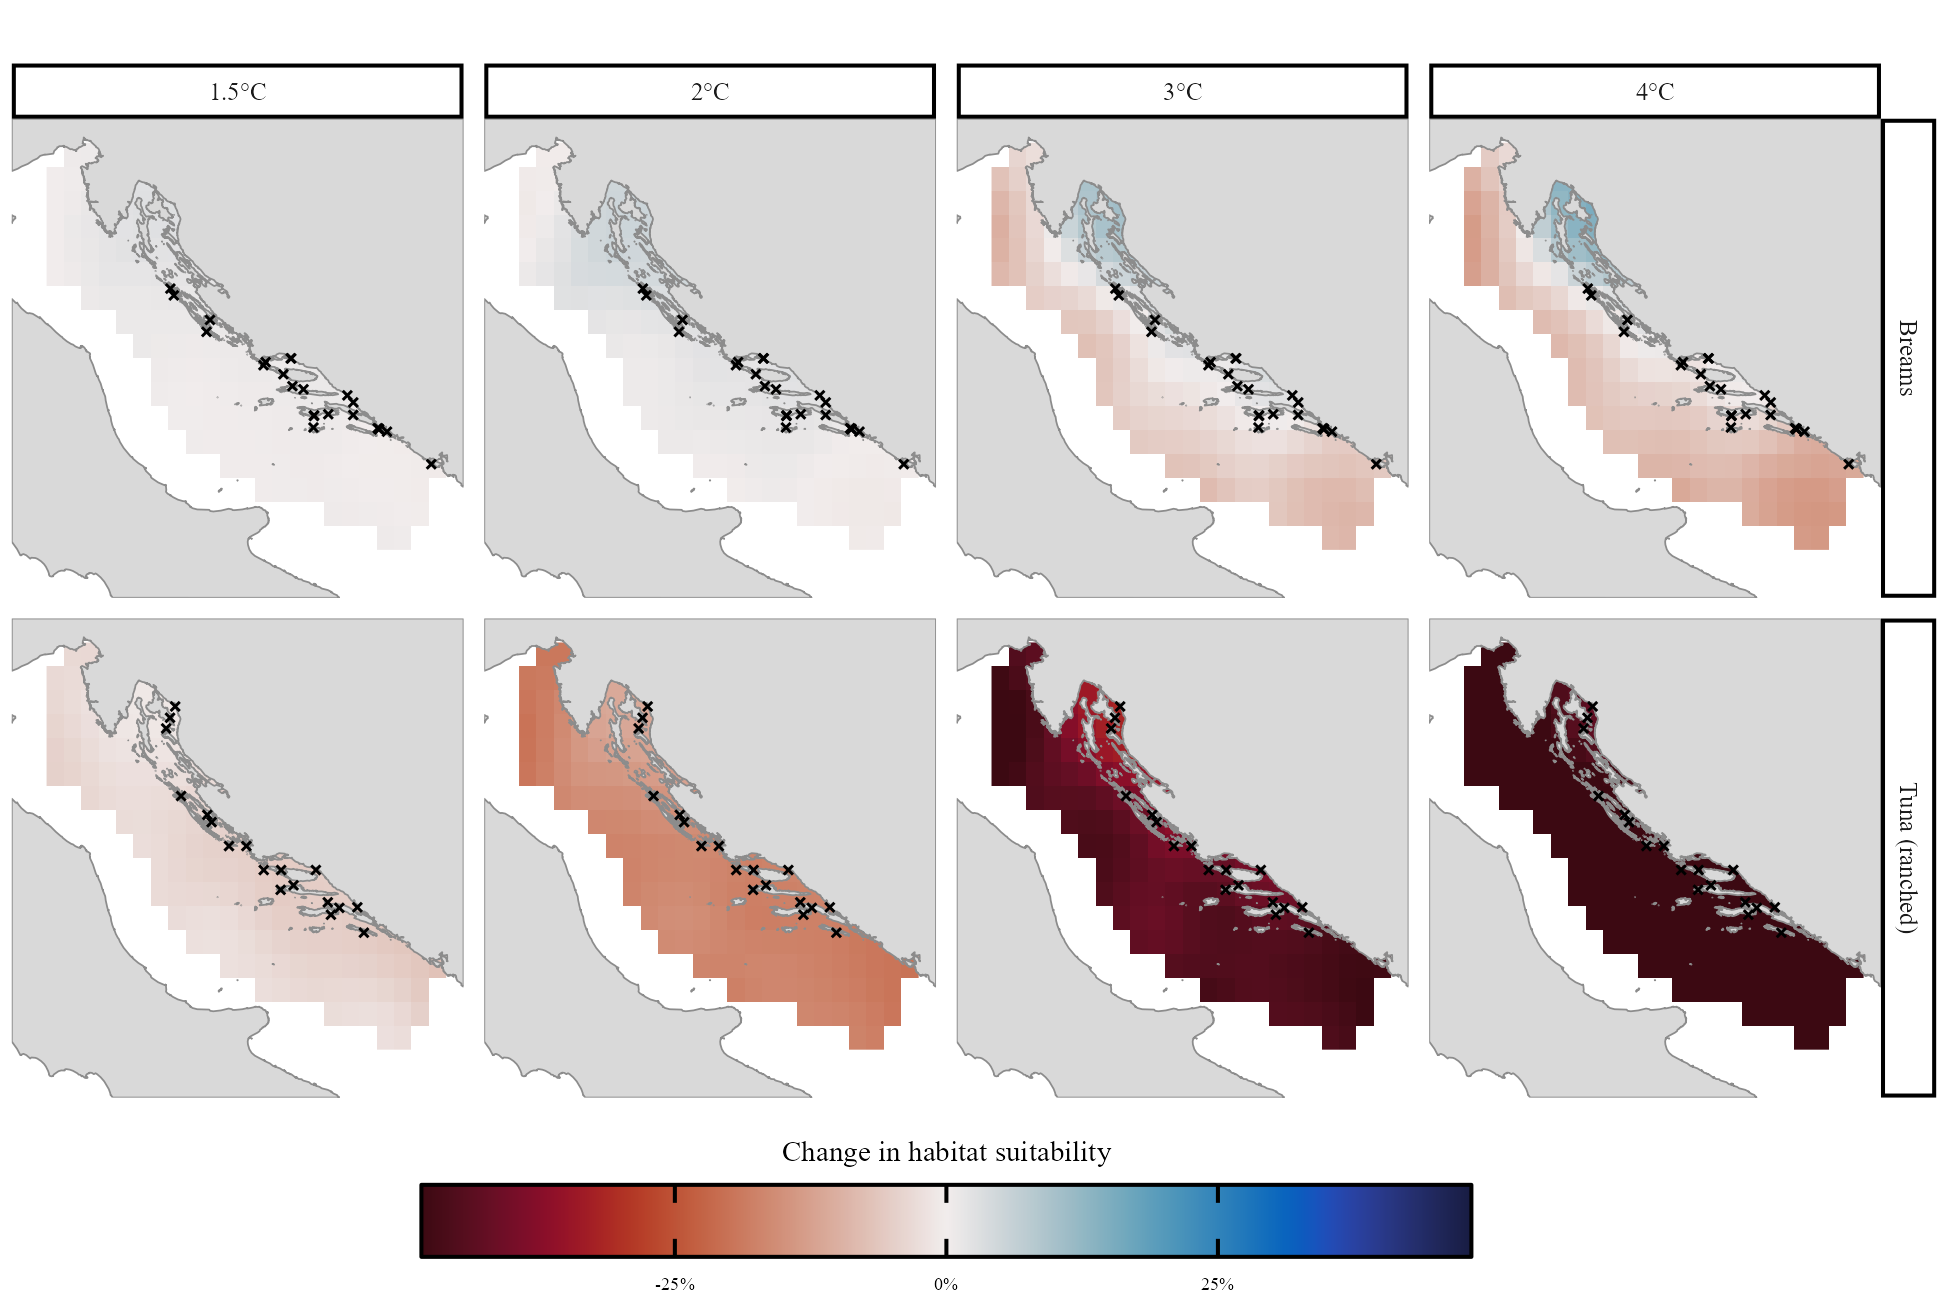 1.5°C
2°C
3°C
4°C
Breams
Tuna (ranched)
Change in habitat suitability
-25%
0%
25%